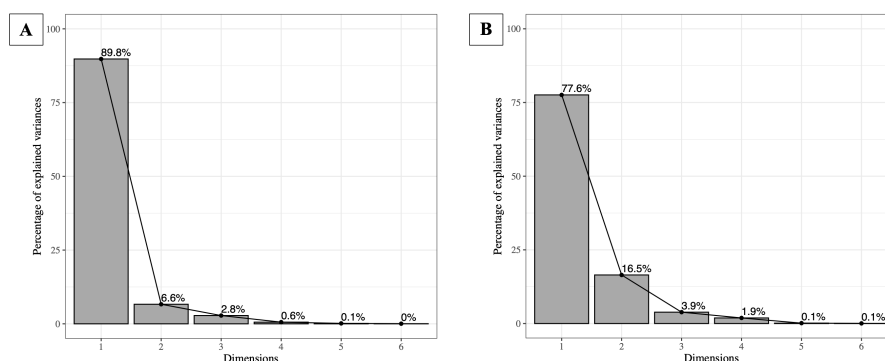 A
Percentage of explained variances
100
75
50
25
0
89.8%
6.6%
2.8%
0.6%
0.1%
0%
1 2 3 4 5 6
Dimensions
B
Percentage of explained variances
100
75
50
25
0
77.6%
16.5%
3.9%
1.9%
0.1%
0.1%
1 2 3 4 5 6
Dimensions